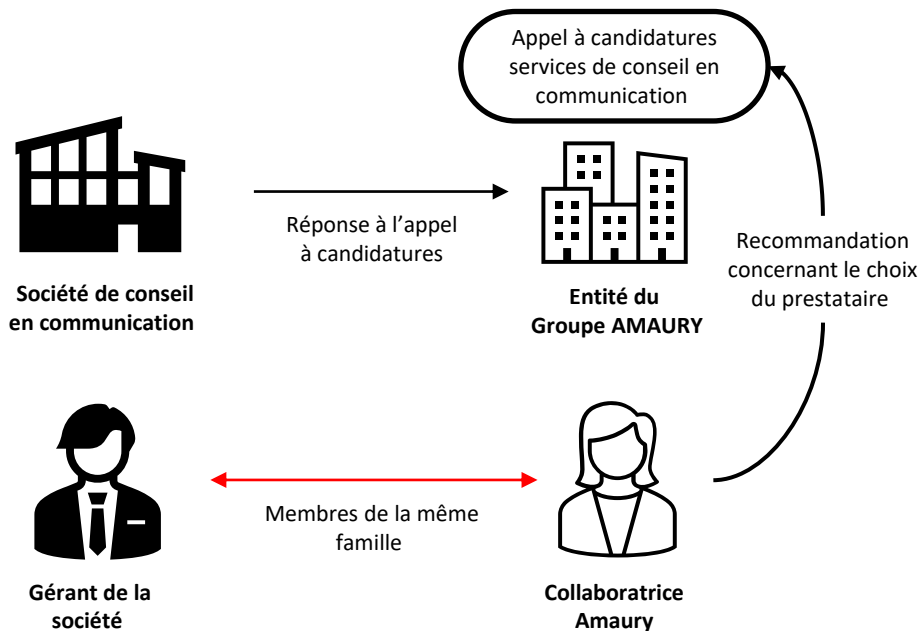 Appel à candidatures
services de conseil en
communication
Réponse à l’appel
à candidatures
Recommandation
concernant le choix
du prestataire
Société de conseil
en communication
Entité du
Groupe AMAURY
Membres de la même
famille
Gérant de la
société
Collaboratrice
Amaury